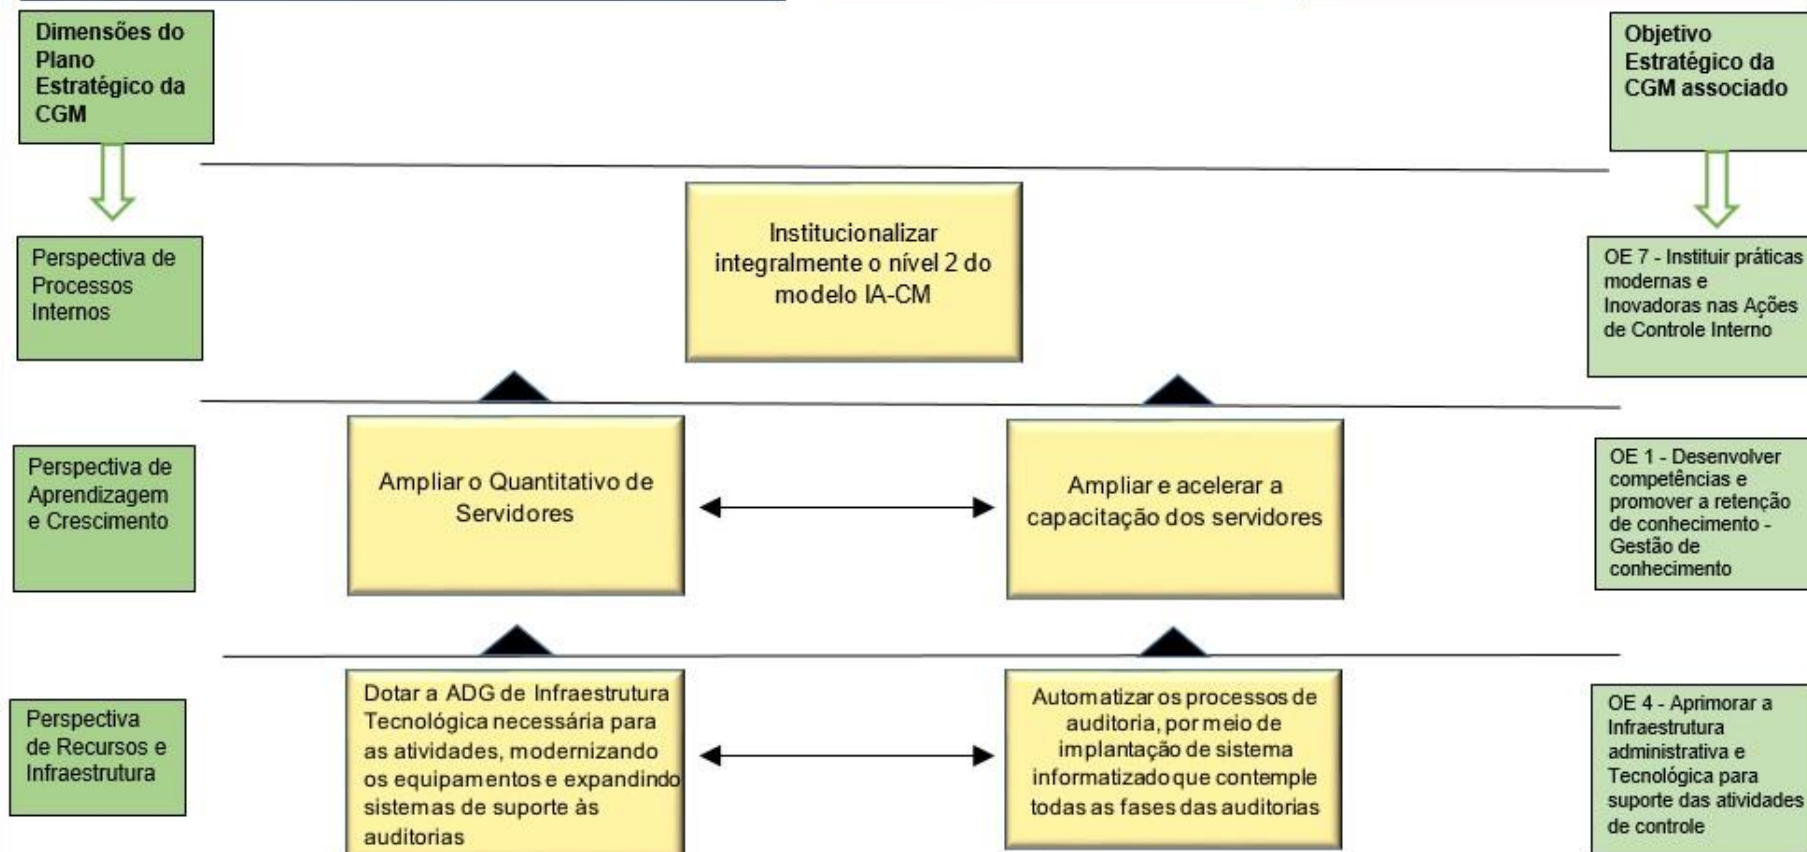 Dimensões do
Plano
Estratégico da
CGM
Objetivo
Estratégico da
CGM associado
Perspectiva de
Processos
Internos
Institucionalizar
integralmente o nível 2 do
modelo IA-CM
OE 7 - Instituir práticas
modernas e
Inovadoras nas Ações
de Controle Interno
Perspectiva de
Aprendizagem
e Crescimento
Ampliar o Quantitativo de
Servidores
Ampliar e acelerar a
capacitação dos servidores
OE 1 - Desenvolver
competências e
promover a retenção
de conhecimento -
Gestão de
conhecimento
Perspectiva
de Recursos e
Infraestrutura
Dotar a ADG de Infraestrutura
Tecnológica necessária para
as atividades, modernizando
os equipamentos e expandindo
sistemas de suporte às
auditorias
Automatizar os processos de
auditoria, por meio de
implantação de sistema
informatizado que contemple
todas as fases das auditorias
OE 4 - Aprimorar a
Infraestrutura
administrativa e
Tecnológica para
suporte das atividades
de controle